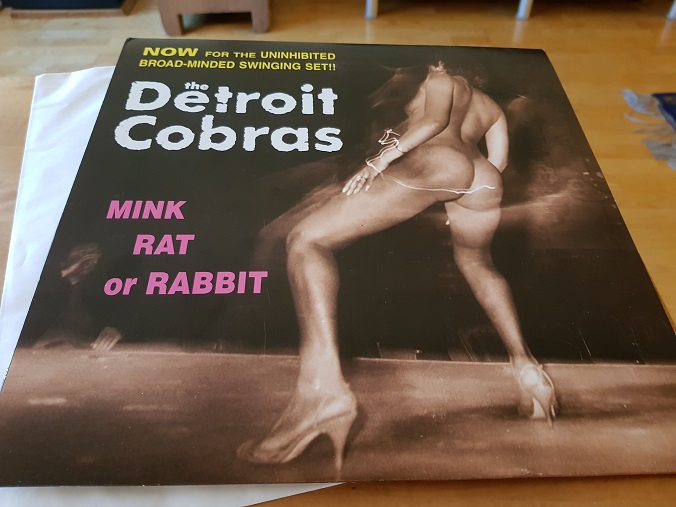 NOW FOR THE UNINHIBITED
BROAD-MINDED SWINGING SET!!
the
Detroit
Cobras
MINK
RAT
or RABBIT